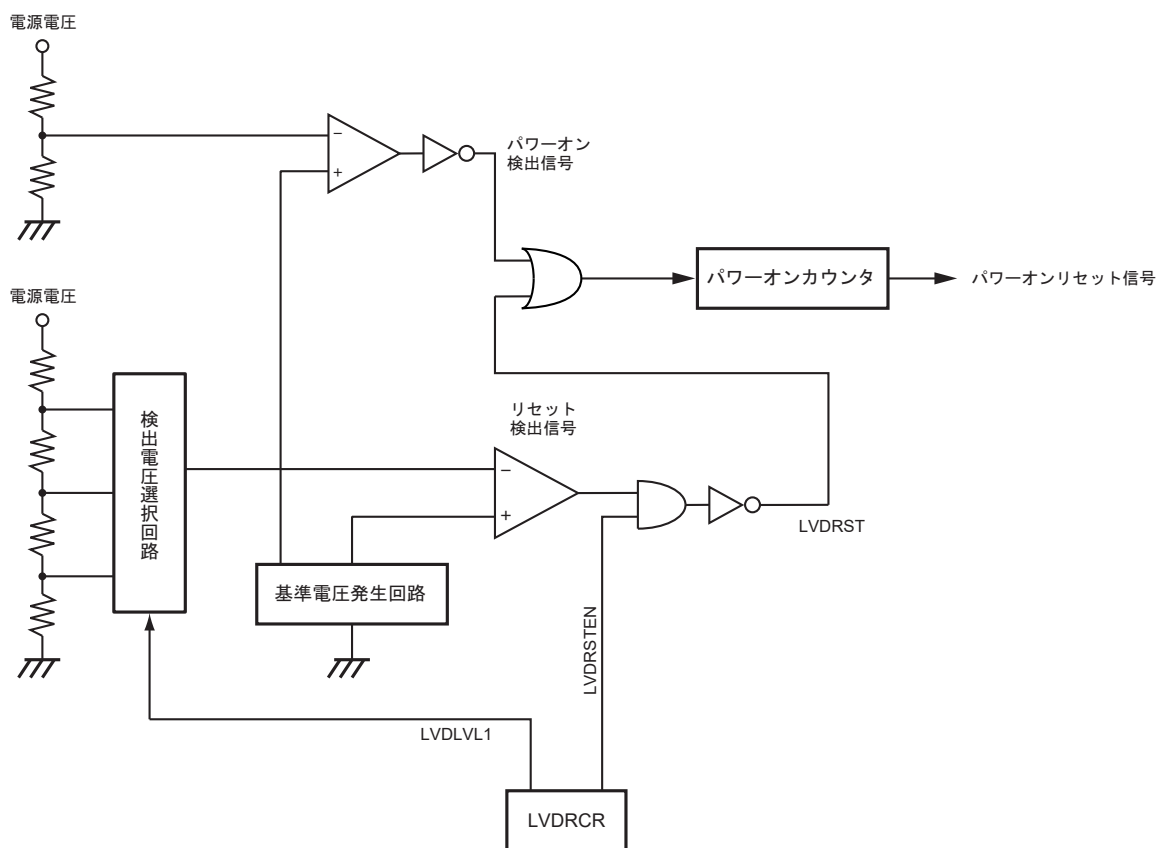 電源電圧
−
+
パワーオン
検出信号
パワーオンカウンタ
パワーオンリセット信号
電源電圧
検出電圧選択回路
リセット
検出信号
−
+
LVDRST
基準電圧発生回路
LVDRSTEN
LVDLVL1
LVDRCR